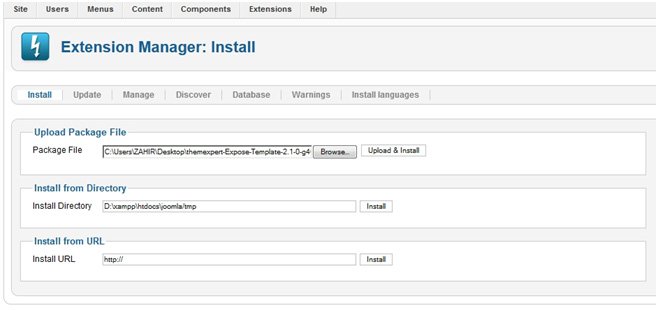 Site Users Menus Content Components Extensions Help
Extension Manager: Install
Install Update Manage Discover Database Warnings Install languages
Upload Package File
Package File C:\Users\ZAHIR\Desktop\themexpert-Expose-Template-2.1-0-g4 Browse... Upload & Install
Install from Directory
Install Directory D:\xampp\htdocs\joomla/tmp Install
Install from URL
Install URL http:// Install